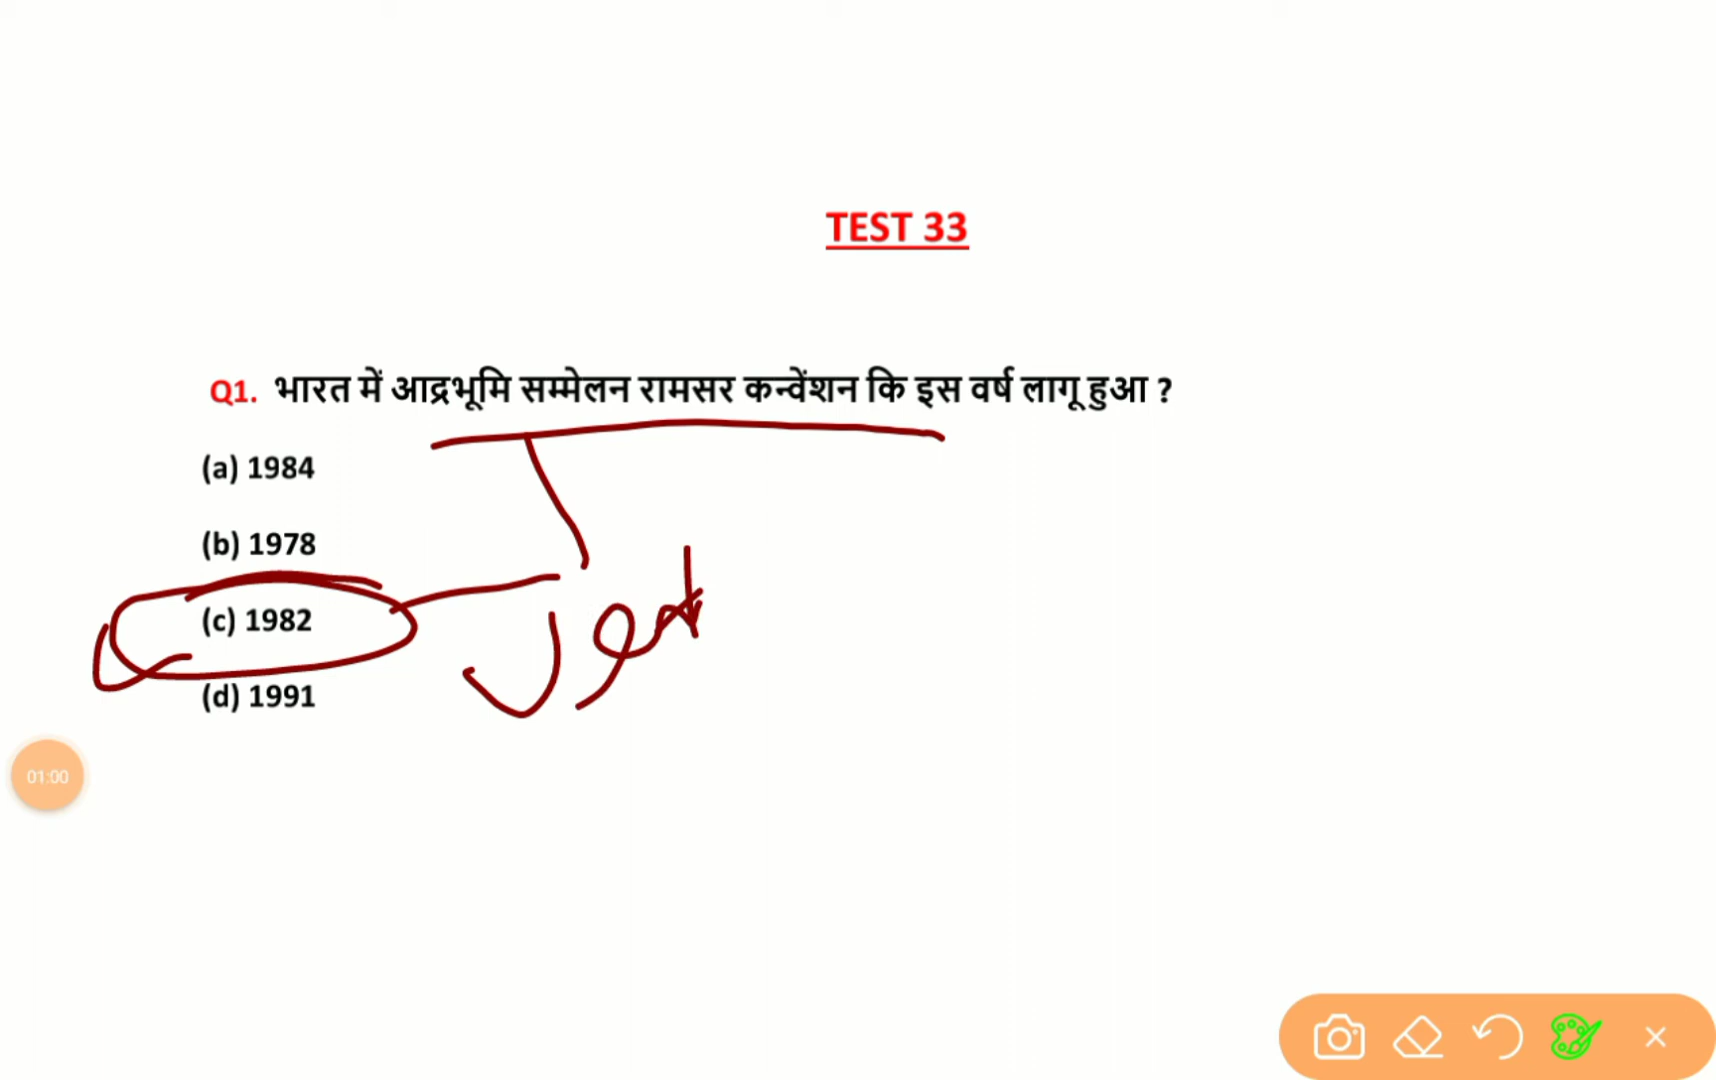 TEST 33
Q1. भारत में आद्रभूमि सम्मेलन रामसर कन्वेंशन कि इस वर्ष लागू हुआ ?
(a) 1984
(b) 1978
(c) 1982
(d) 1991
01:00